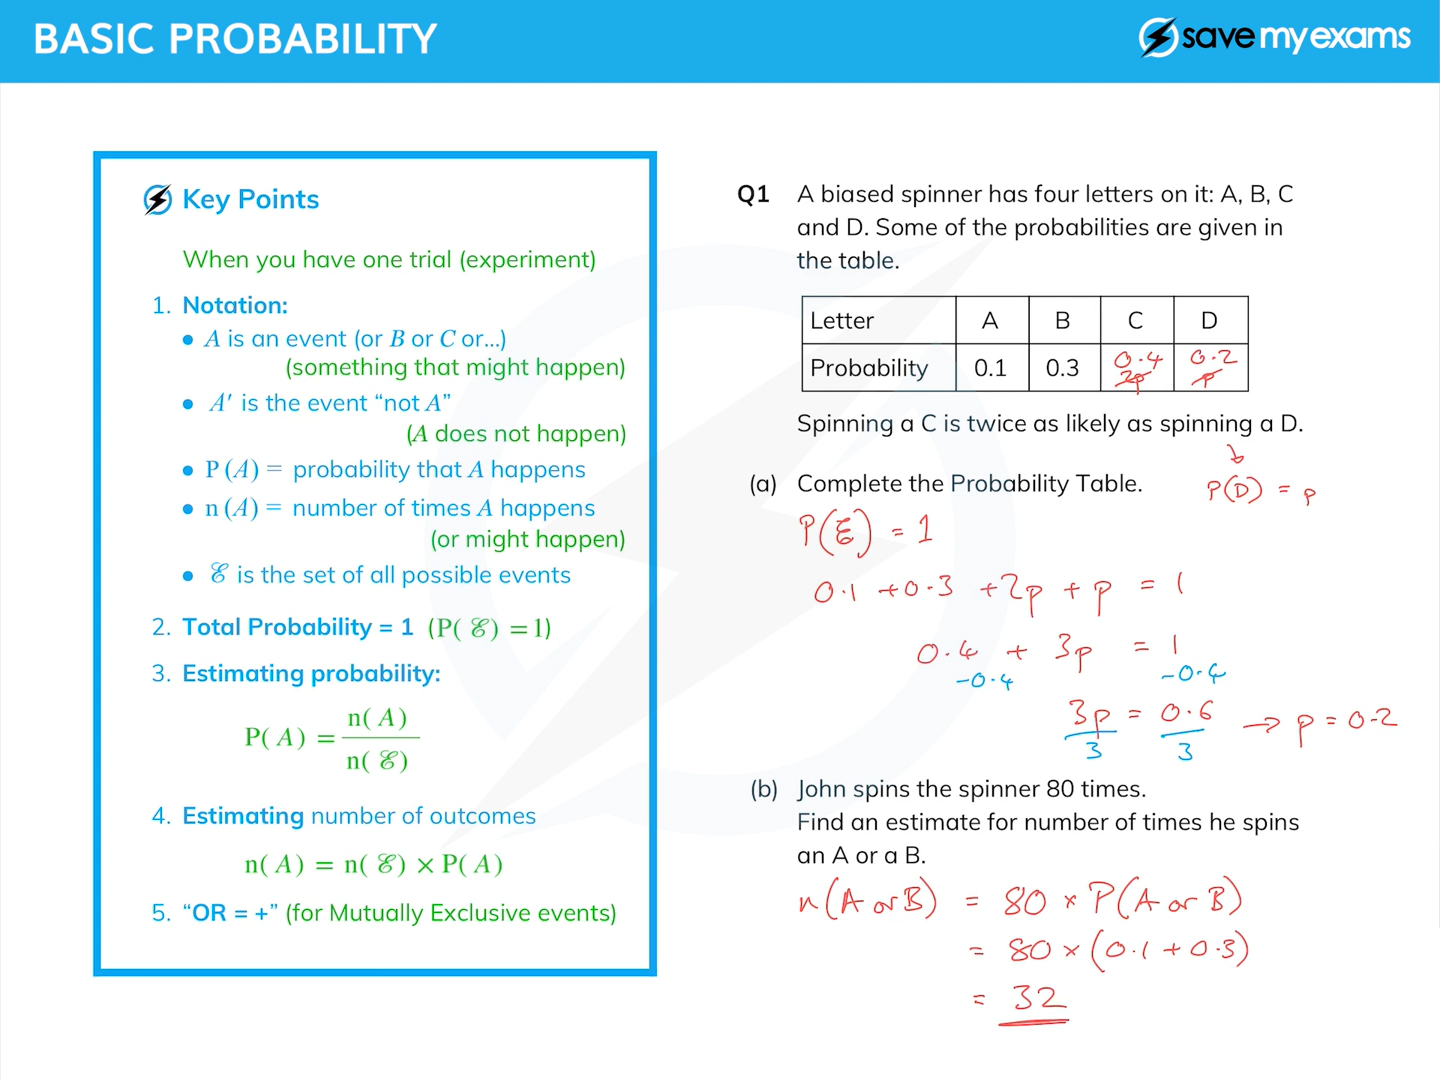 BASIC PROBABILITY
save my exams
Key Points
When you have one trial (experiment)
1. Notation:
• A is an event (or B or C or...)
(something that might happen)
• A′ is the event “not A”
(A does not happen)
• P (A) = probability that A happens
• n (A) = number of times A happens
(or might happen)
• ℰ is the set of all possible events
2. Total Probability = 1 (P( ℰ ) = 1)
3. Estimating probability:
P( A ) = n( A ) / n( ℰ )
4. Estimating number of outcomes
n( A ) = n( ℰ ) × P( A )
5. “OR = +” (for Mutually Exclusive events)
Q1 A biased spinner has four letters on it: A, B, C
and D. Some of the probabilities are given in
the table.
Letter A B C D
Probability 0.1 0.3 0.4 0.2
2p p
Spinning a C is twice as likely as spinning a D.
(a) Complete the Probability Table.
P(D) = p
P(ℰ) = 1
0.1 + 0.3 + 2p + p = 1
0.4 + 3p = 1
-0.4 -0.4
3p = 0.6 → p = 0.2
3 3
(b) John spins the spinner 80 times.
Find an estimate for number of times he spins
an A or a B.
n(A or B) = 80 × P(A or B)
= 80 × (0.1 + 0.3)
= 32